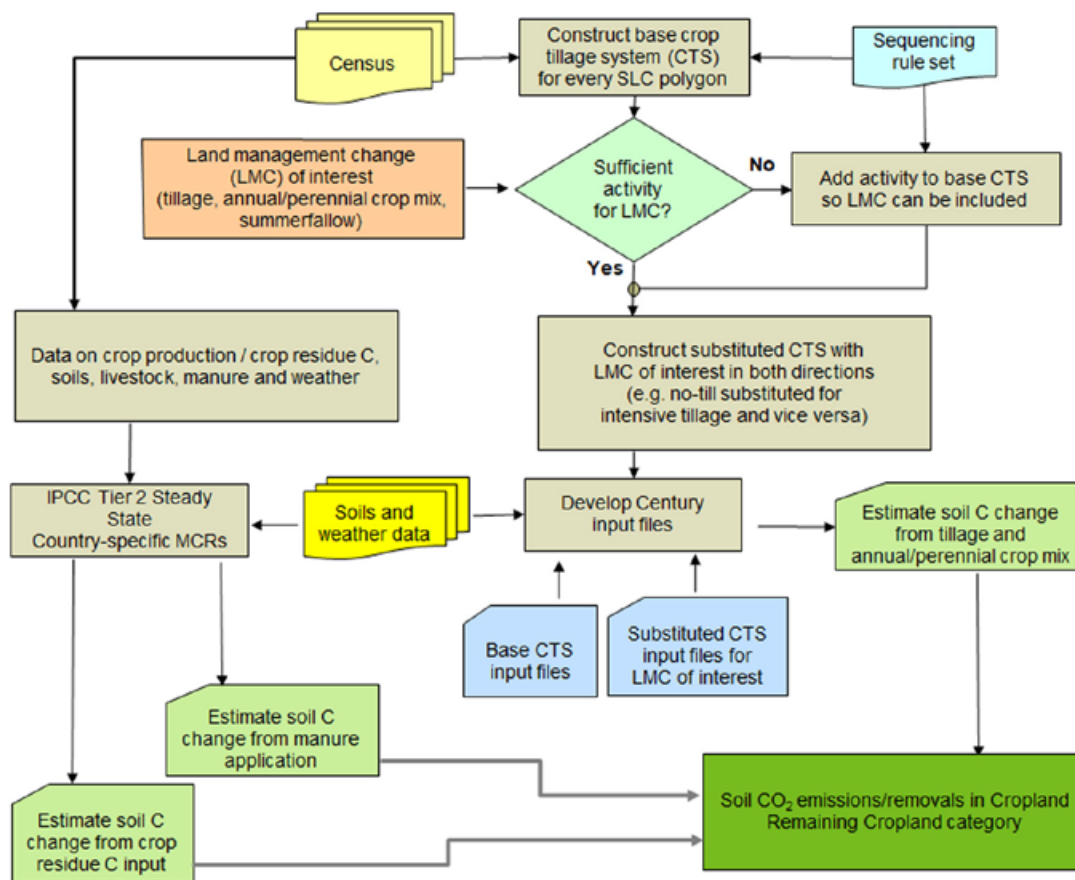 Census
Construct base crop
tillage system (CTS)
for every SLC polygon
Sequencing
rule set
Land management change
(LMC) of interest
(tillage, annual/perennial crop mix,
summerfallow)
Sufficient
activity
for LMC?
No
Add activity to base CTS
so LMC can be included
Yes
Data on crop production / crop residue C,
soils, livestock, manure and weather
Construct substituted CTS with
LMC of interest in both directions
(e.g. no-till substituted for
intensive tillage and vice versa)
IPCC Tier 2 Steady
State
Country-specific MCRs
Soils and
weather data
Develop Century
input files
Estimate soil C change
from tillage and
annual/perennial crop mix
Base CTS
input files
Substituted CTS
input files for
LMC of interest
Estimate soil C
change from manure
application
Estimate soil C
change from crop
residue C input
Soil CO₂ emissions/removals in Cropland
Remaining Cropland category